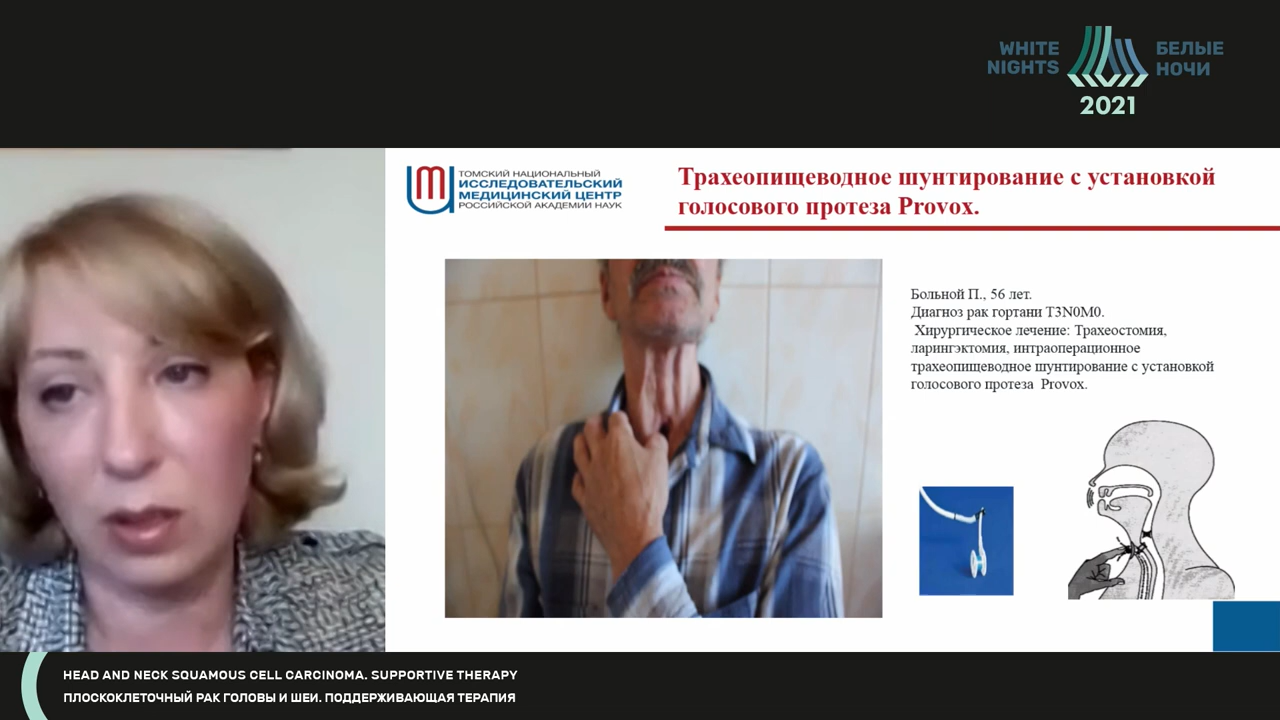 WHITE
NIGHTS
БЕЛЫЕ
НОЧИ
2021
ТОМСКИЙ НАЦИОНАЛЬНЫЙ
ИССЛЕДОВАТЕЛЬСКИЙ
МЕДИЦИНСКИЙ ЦЕНТР
РОССИЙСКОЙ АКАДЕМИИ НАУК
Трахеопищеводное шунтирование с установкой
голосового протеза Provox.
Больной П., 56 лет.
Диагноз рак гортани T3N0M0.
Хирургическое лечение: Трахеостомия,
ларингэктомия, интраоперационное
трахеопищеводное шунтирование с установкой
голосового протеза Provox.
HEAD AND NECK SQUAMOUS CELL CARCINOMA. SUPPORTIVE THERAPY
ПЛОСКОКЛЕТОЧНЫЙ РАК ГОЛОВЫ И ШЕИ. ПОДДЕРЖИВАЮЩАЯ ТЕРАПИЯ